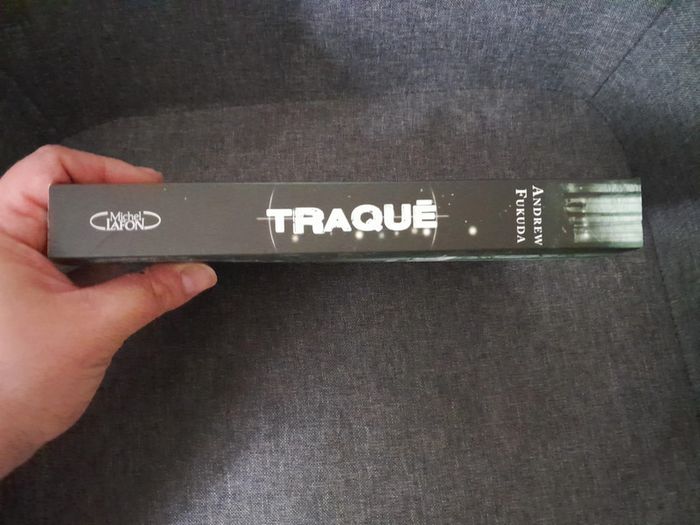 Michel
LAFON
TRAQUÉ
ANDREW
FUKUDA